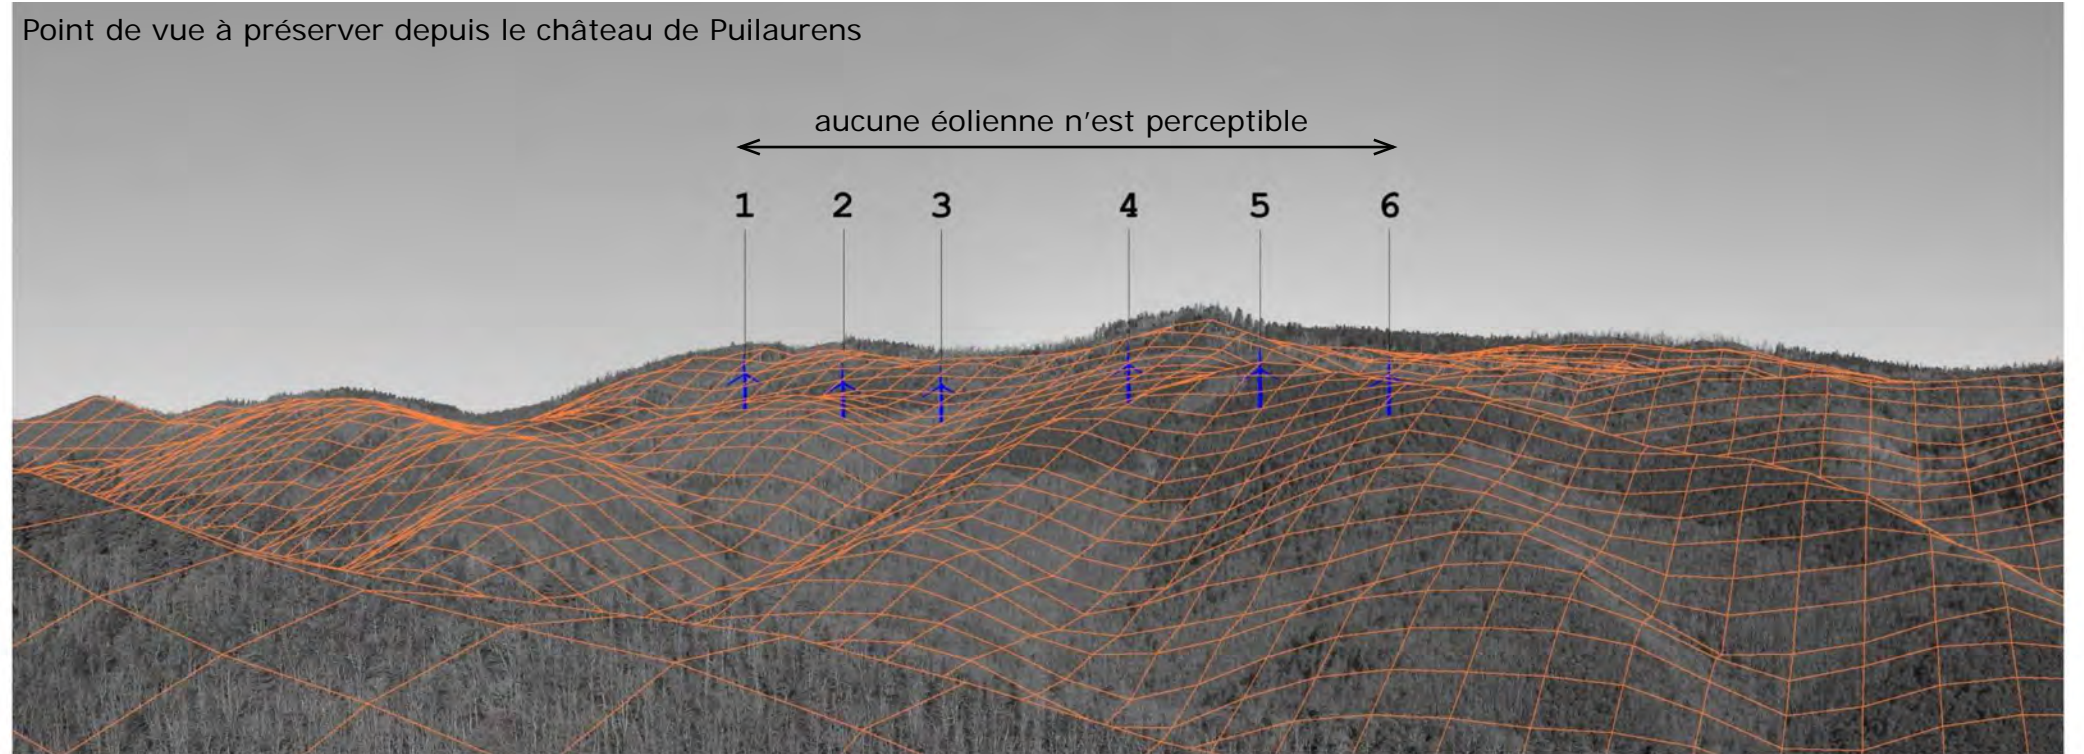 Point de vue à préserver depuis le château de Puilaurens
aucune éolienne n'est perceptible
1 2 3 4 5 6